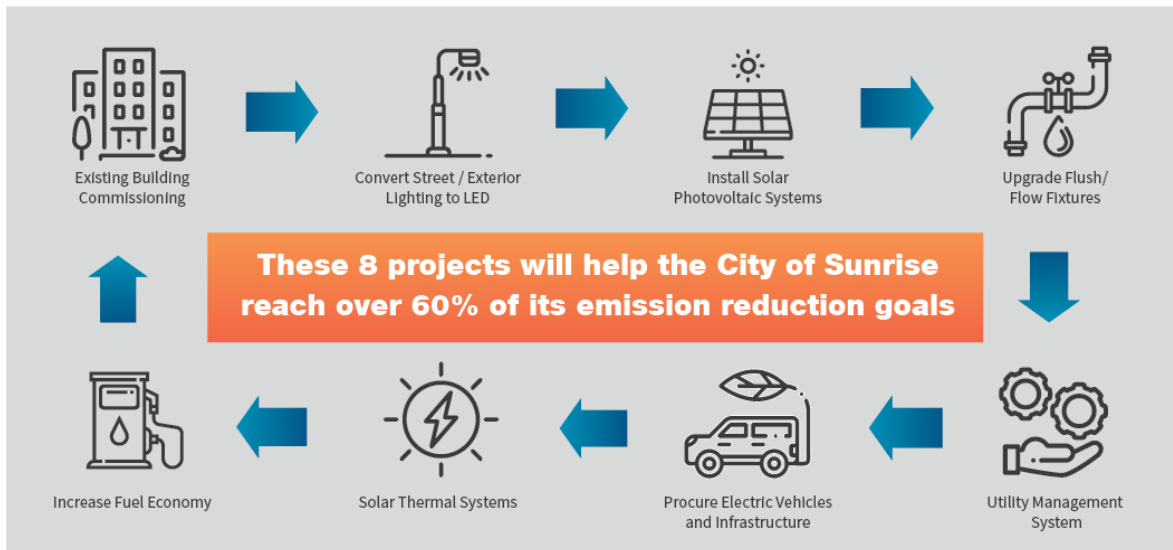 Existing Building
Commissioning
Convert Street / Exterior
Lighting to LED
Install Solar
Photovoltaic Systems
Upgrade Flush/
Flow Fixtures
These 8 projects will help the City of Sunrise
reach over 60% of its emission reduction goals
Increase Fuel Economy
Solar Thermal Systems
Procure Electric Vehicles
and Infrastructure
Utility Management
System